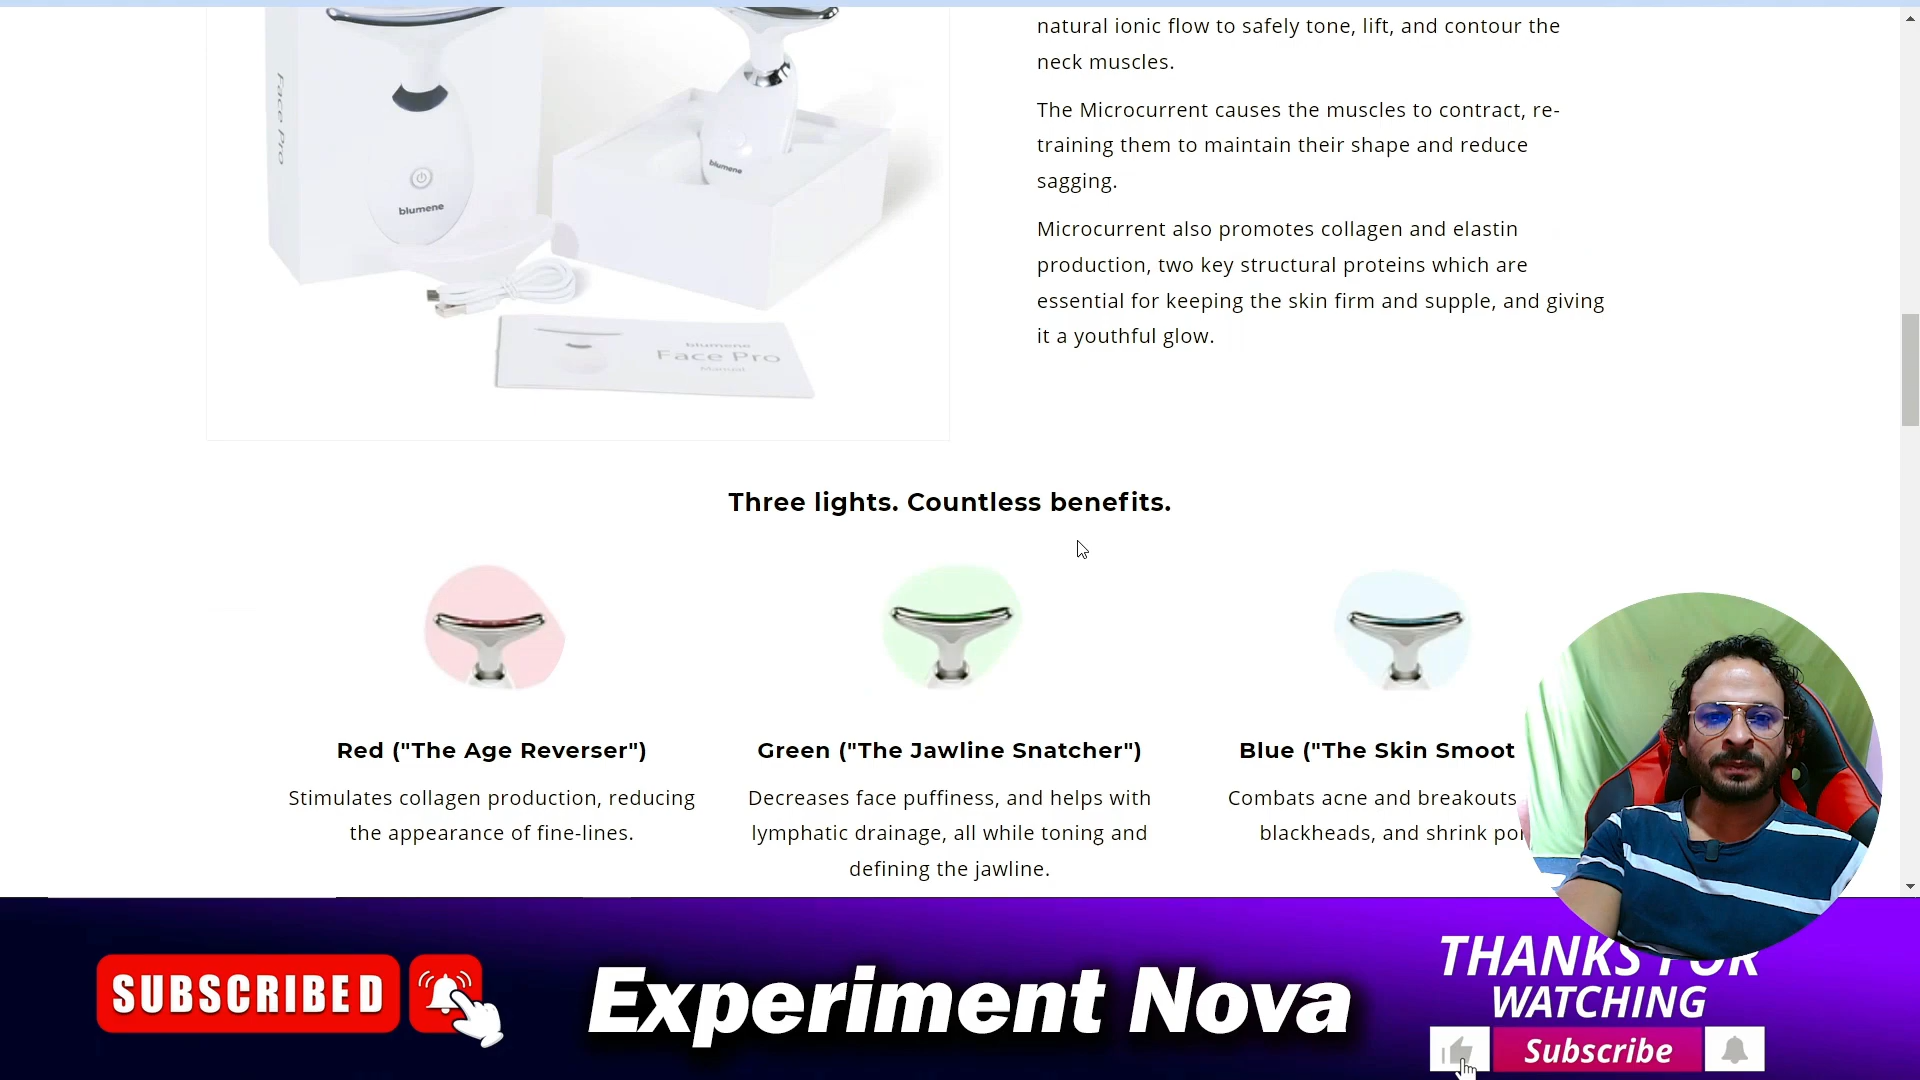 natural ionic flow to safely tone, lift, and contour the
neck muscles.
The Microcurrent causes the muscles to contract, re-
training them to maintain their shape and reduce
sagging.
Microcurrent also promotes collagen and elastin
production, two key structural proteins which are
essential for keeping the skin firm and supple, and giving
it a youthful glow.
Face Pro
blumene
blumene
blumene
Face Pro
Manual
Three lights. Countless benefits.
Red ("The Age Reverser")
Stimulates collagen production, reducing
the appearance of fine-lines.
Green ("The Jawline Snatcher")
Decreases face puffiness, and helps with
lymphatic drainage, all while toning and
defining the jawline.
Blue ("The Skin Smoot
Combats acne and breakouts
blackheads, and shrink po
SUBSCRIBED
Experiment Nova
THANKS FOR
WATCHING
Subscribe